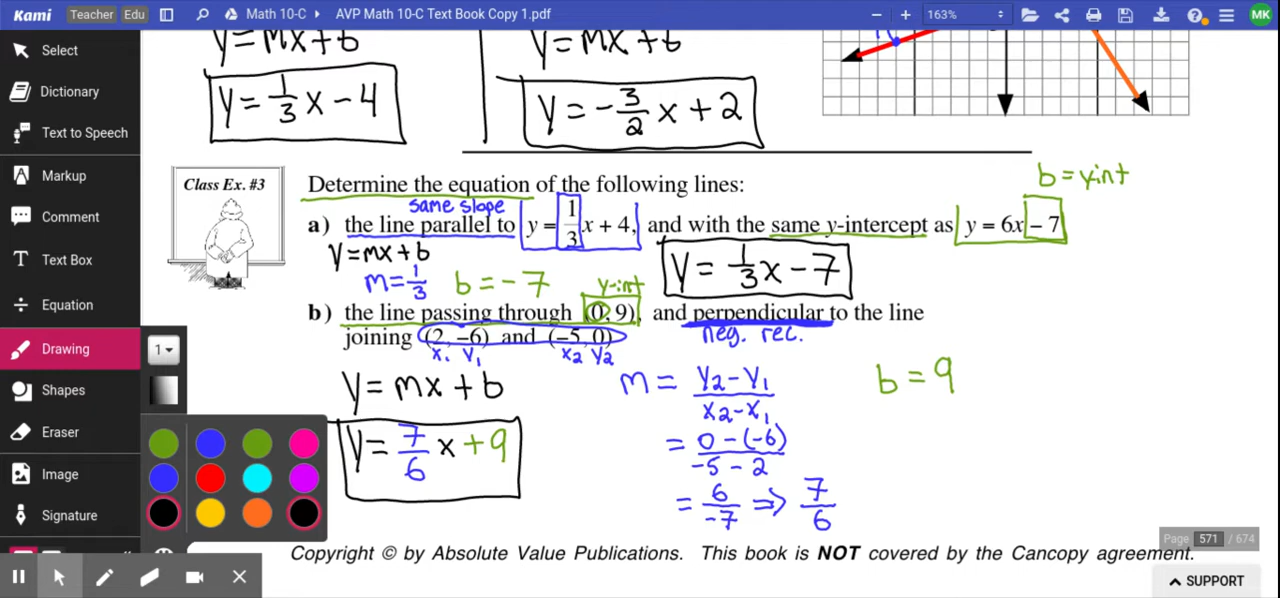 Kami Teacher Edu Math 10-C AVP Math 10-C Text Book Copy 1.pdf 163% MK
Select
Dictionary
Text to Speech
Markup
Comment
Text Box
Equation
Drawing
1
Shapes
Eraser
Image
Signature
y = mx + b
y = 1/3 x - 4
y = mx + b
y = -3/2 x + 2
Class Ex. #3
Determine the equation of the following lines:
b = yint
same slope
a) the line parallel to y = 1/3 x + 4, and with the same y-intercept as y = 6x - 7
y = mx + b
m = 1/3 b = -7
y = 1/3 x - 7
y-int
b) the line passing through (0, 9), and perpendicular to the line
joining (2, -6) and (-5, 0)
x1 y1 x2 y2
neg. rec.
y = mx + b
y = 7/6 x + 9
m = y2 - y1 / x2 - x1
= 0 - (-6) / -5 - 2
= 6/-7 ⇒ 7/6
b = 9
Page 571 / 674
Copyright © by Absolute Value Publications. This book is NOT covered by the Cancopy agreement.
SUPPORT